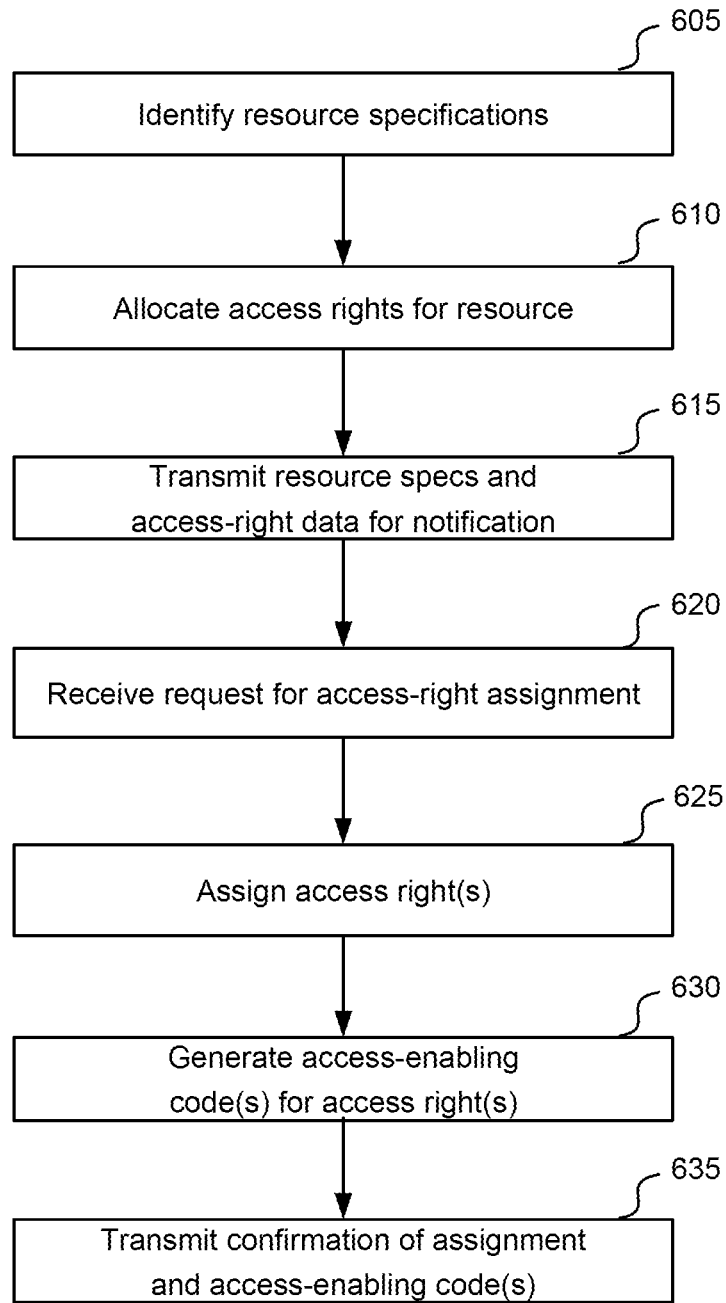 605
Identify resource specifications
610
Allocate access rights for resource
615
Transmit resource specs and
access-right data for notification
620
Receive request for access-right assignment
625
Assign access right(s)
630
Generate access-enabling
code(s) for access right(s)
635
Transmit confirmation of assignment
and access-enabling code(s)